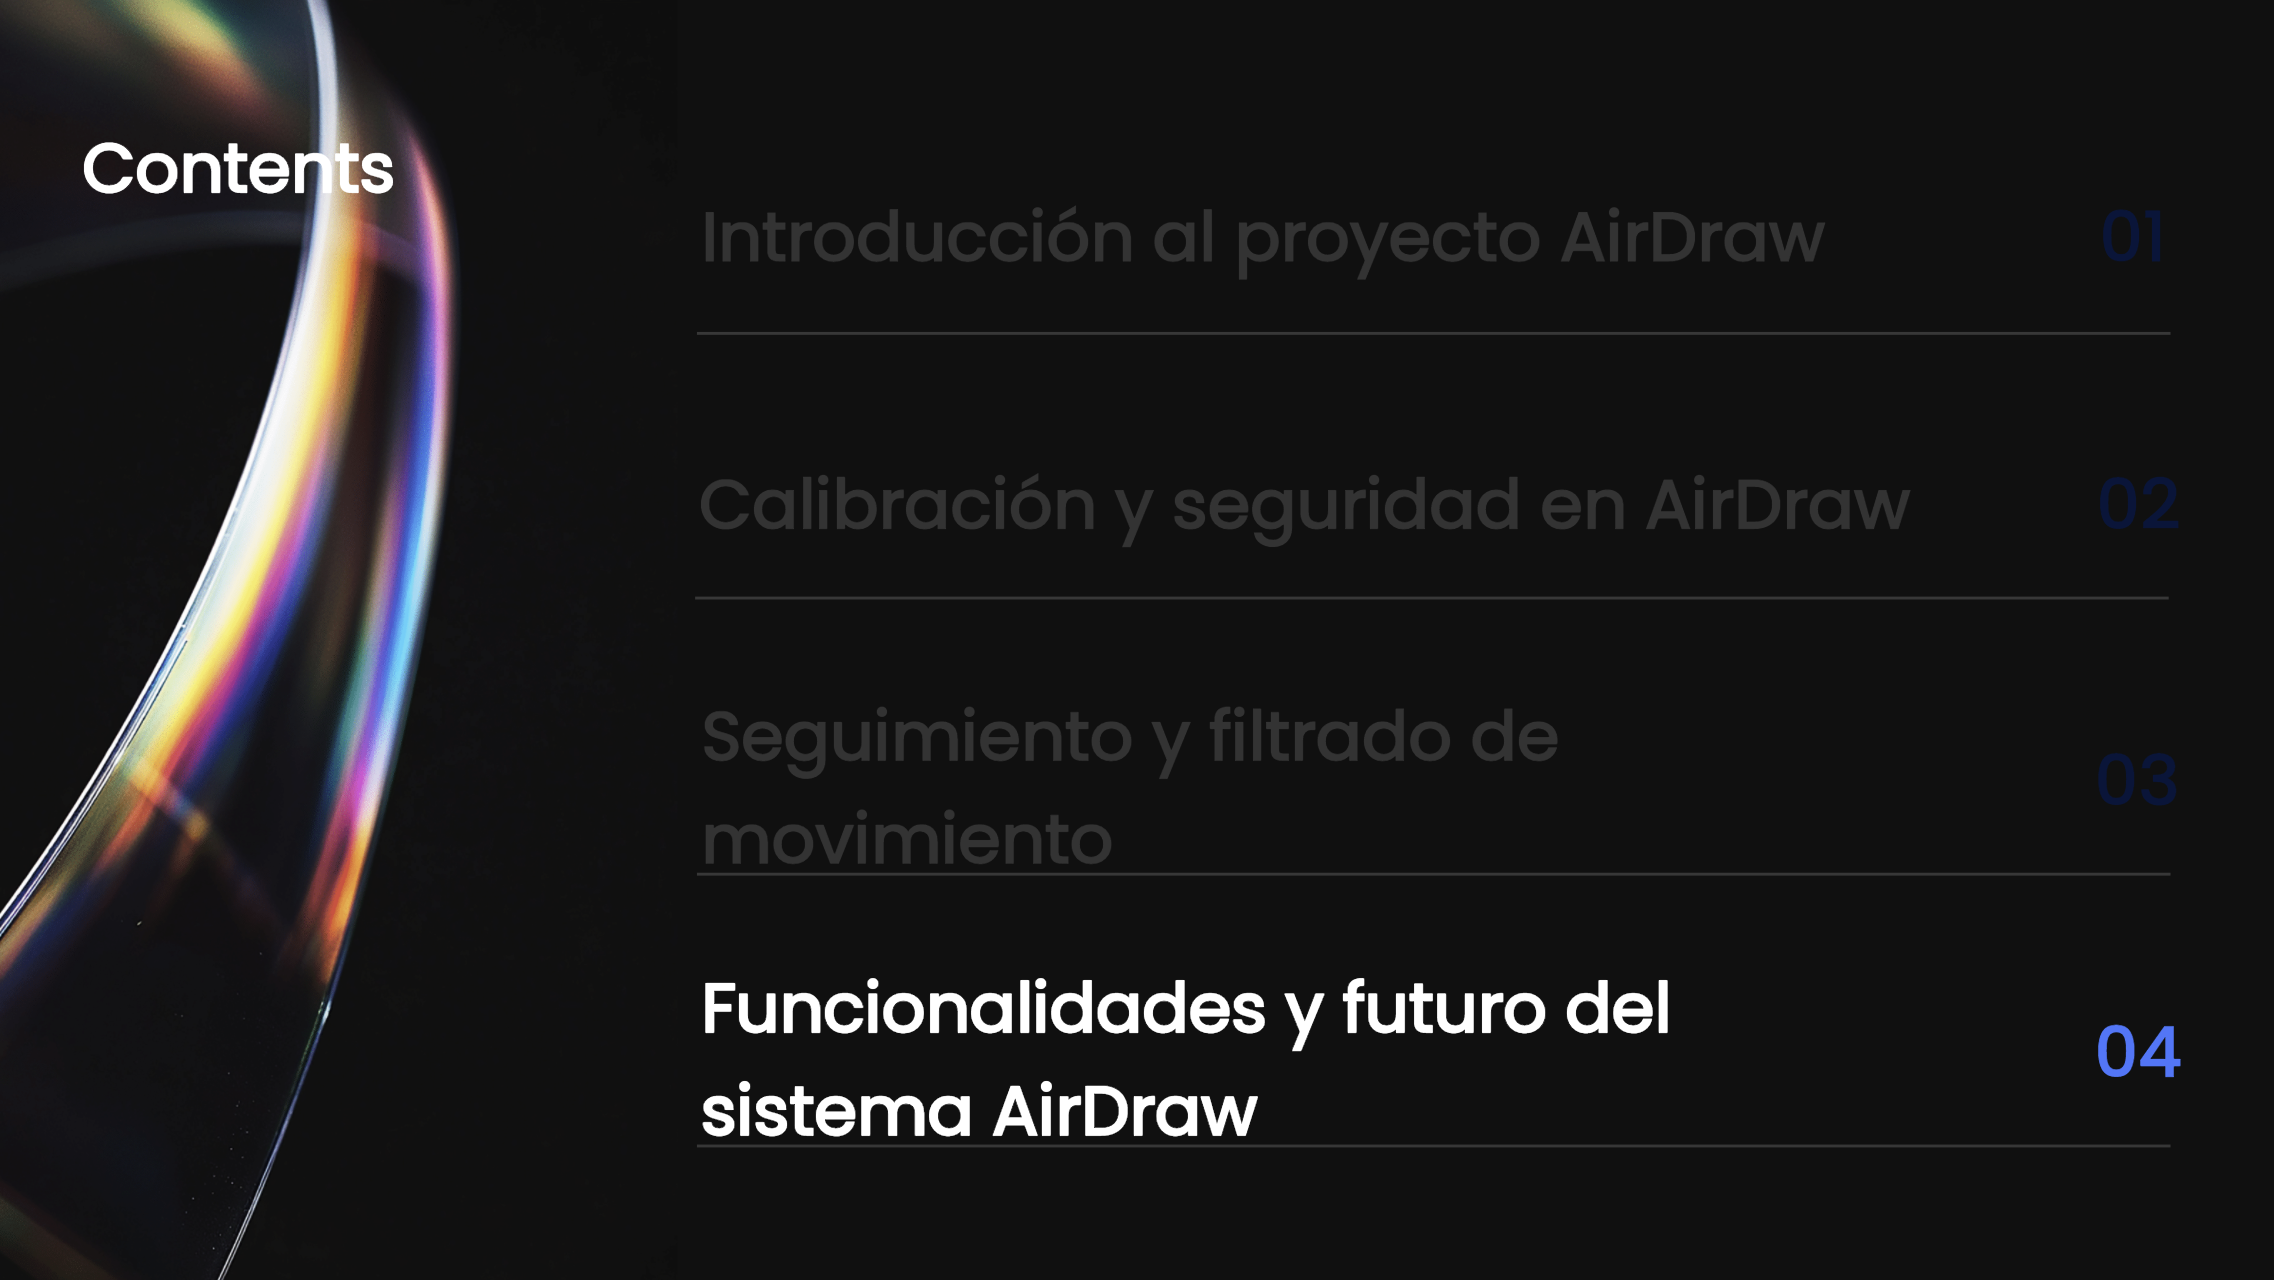 Contents
Introducción al proyecto AirDraw
01
Calibración y seguridad en AirDraw
02
Seguimiento y filtrado de
movimiento
03
Funcionalidades y futuro del
sistema AirDraw
04